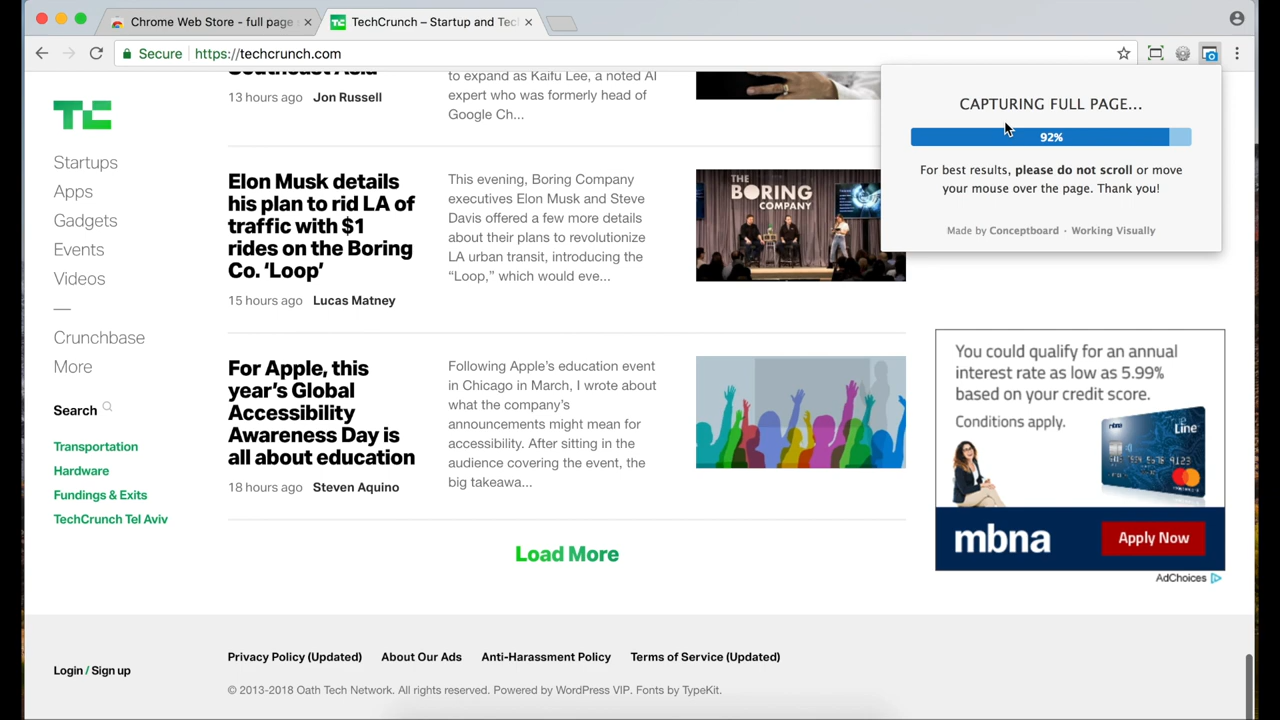 Chrome Web Store - full page
TechCrunch – Startup and Tec
Secure
https://techcrunch.com
CAPTURING FULL PAGE...
92%
For best results, please do not scroll or move
your mouse over the page. Thank you!
Made by Conceptboard · Working Visually
TC
Startups
Apps
Gadgets
Events
Videos
—
Crunchbase
More
Search
Transportation
Hardware
Fundings & Exits
TechCrunch Tel Aviv
Southeast Asia
13 hours ago Jon Russell
to expand as Kaifu Lee, a noted AI
expert who was formerly head of
Google Ch...
Elon Musk details
his plan to rid LA of
traffic with $1
rides on the Boring
Co. ‘Loop’
15 hours ago Lucas Matney
This evening, Boring Company
executives Elon Musk and Steve
Davis offered a few more details
about their plans to revolutionize
LA urban transit, introducing the
“Loop,” which would eve...
THE
BORING
COMPANY
For Apple, this
year’s Global
Accessibility
Awareness Day is
all about education
18 hours ago Steven Aquino
Following Apple’s education event
in Chicago in March, I wrote about
what the company’s
announcements might mean for
accessibility. After sitting in the
audience covering the event, the
big takeawa...
Load More
You could qualify for an annual
interest rate as low as 5.99%
based on your credit score.
Conditions apply.
mbna
Line
mbna
Apply Now
AdChoices
Login / Sign up
Privacy Policy (Updated) About Our Ads Anti-Harassment Policy Terms of Service (Updated)
© 2013-2018 Oath Tech Network. All rights reserved. Powered by WordPress VIP. Fonts by TypeKit.